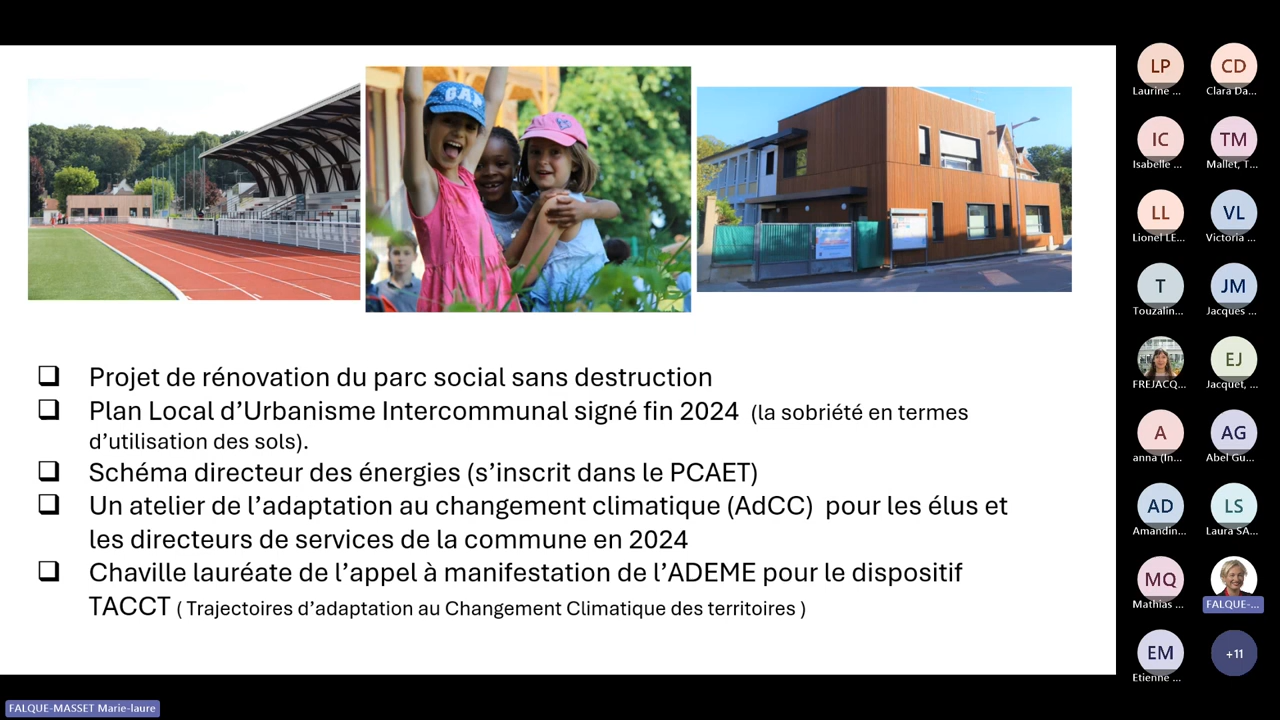 GAP
Projet de rénovation du parc social sans destruction
Plan Local d’Urbanisme Intercommunal signé fin 2024 (la sobriété en termes
d’utilisation des sols).
Schéma directeur des énergies (s’inscrit dans le PCAET)
Un atelier de l’adaptation au changement climatique (AdCC) pour les élus et
les directeurs de services de la commune en 2024
Chaville lauréate de l’appel à manifestation de l’ADEME pour le dispositif
TACCT ( Trajectoires d’adaptation au Changement Climatique des territoires )
LP
Laurine ...
CD
Clara Da...
IC
Isabelle ...
TM
Mallet, T...
LL
Lionel LE...
VL
Victoria ...
T
Touzalin...
JM
Jacques ...
FREJACQ...
EJ
Jacquet, ...
A
anna (In...
AG
Abel Gu...
AD
Amandin...
LS
Laura SA...
MQ
Mathias ...
FALQUE-...
EM
Etienne ...
+11
FALQUE-MASSET Marie-laure